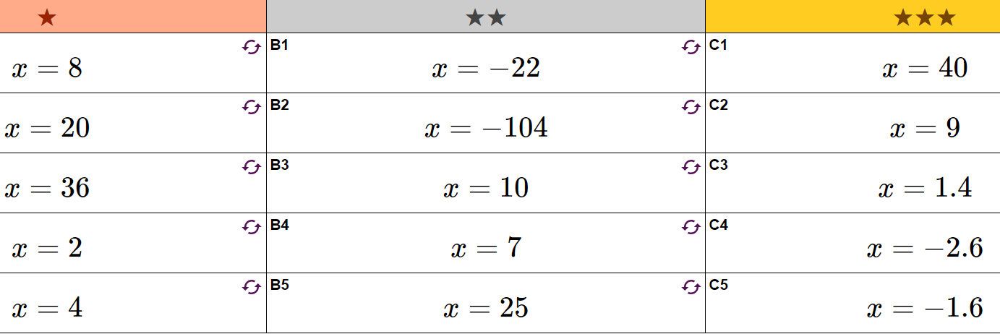 ★ ★★ ★★★
x = 8 B1 x = −22 C1 x = 40
x = 20 B2 x = −104 C2 x = 9
x = 36 B3 x = 10 C3 x = 1.4
x = 2 B4 x = 7 C4 x = −2.6
x = 4 B5 x = 25 C5 x = −1.6